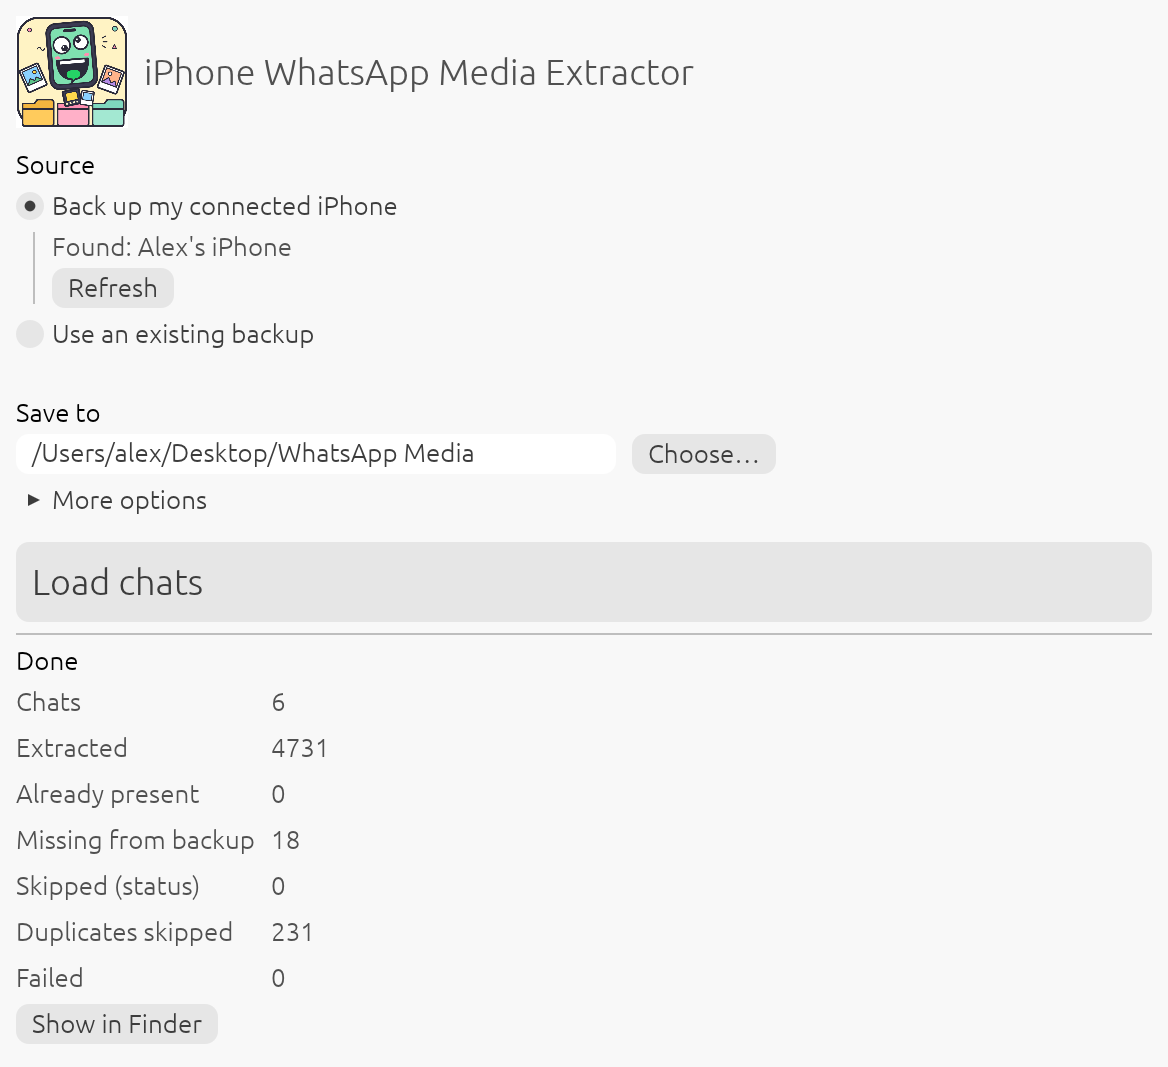 iPhone WhatsApp Media Extractor
Source
Back up my connected iPhone
Found: Alex's iPhone
Refresh
Use an existing backup
Save to
/Users/alex/Desktop/WhatsApp Media
Choose…
More options
Load chats
Done
Chats 6
Extracted 4731
Already present 0
Missing from backup 18
Skipped (status) 0
Duplicates skipped 231
Failed 0
Show in Finder